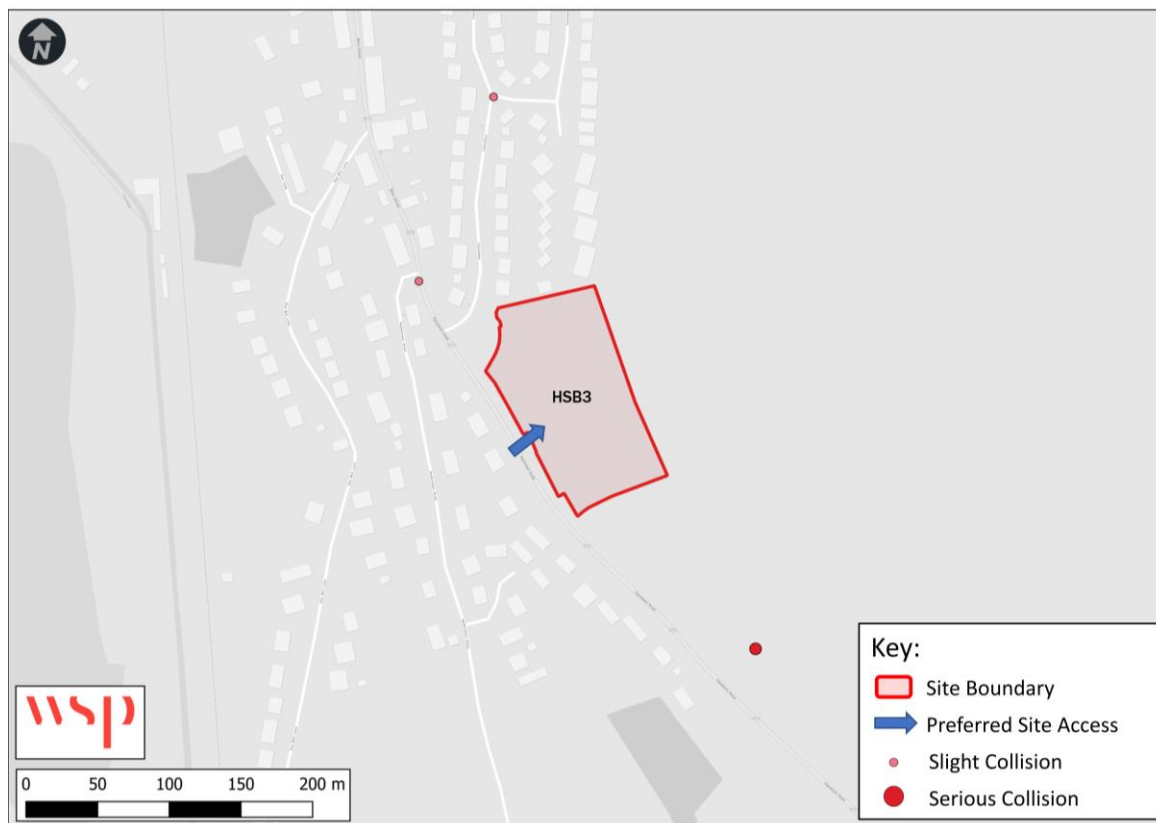 N
HSB3
wsp
0 50 100 150 200 m
Key:
Site Boundary
Preferred Site Access
Slight Collision
Serious Collision